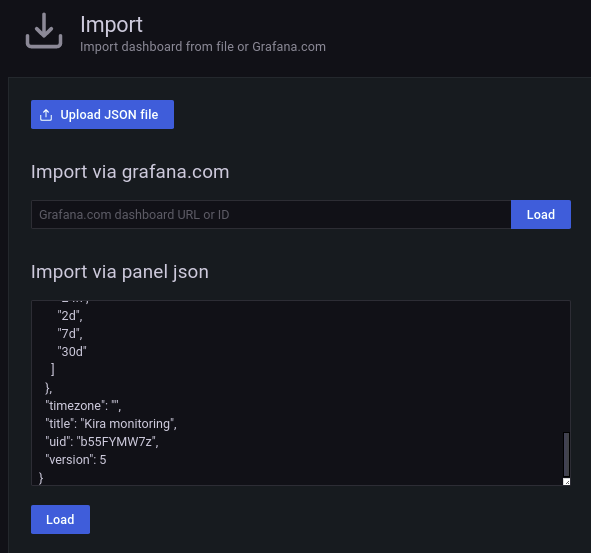 Import
Import dashboard from file or Grafana.com
Upload JSON file
Import via grafana.com
Grafana.com dashboard URL or ID
Load
Import via panel json
"2d",
"7d",
"30d"
]
},
"timezone": "",
"title": "Kira monitoring",
"uid": "b55FYMW7z",
"version": 5
}
Load